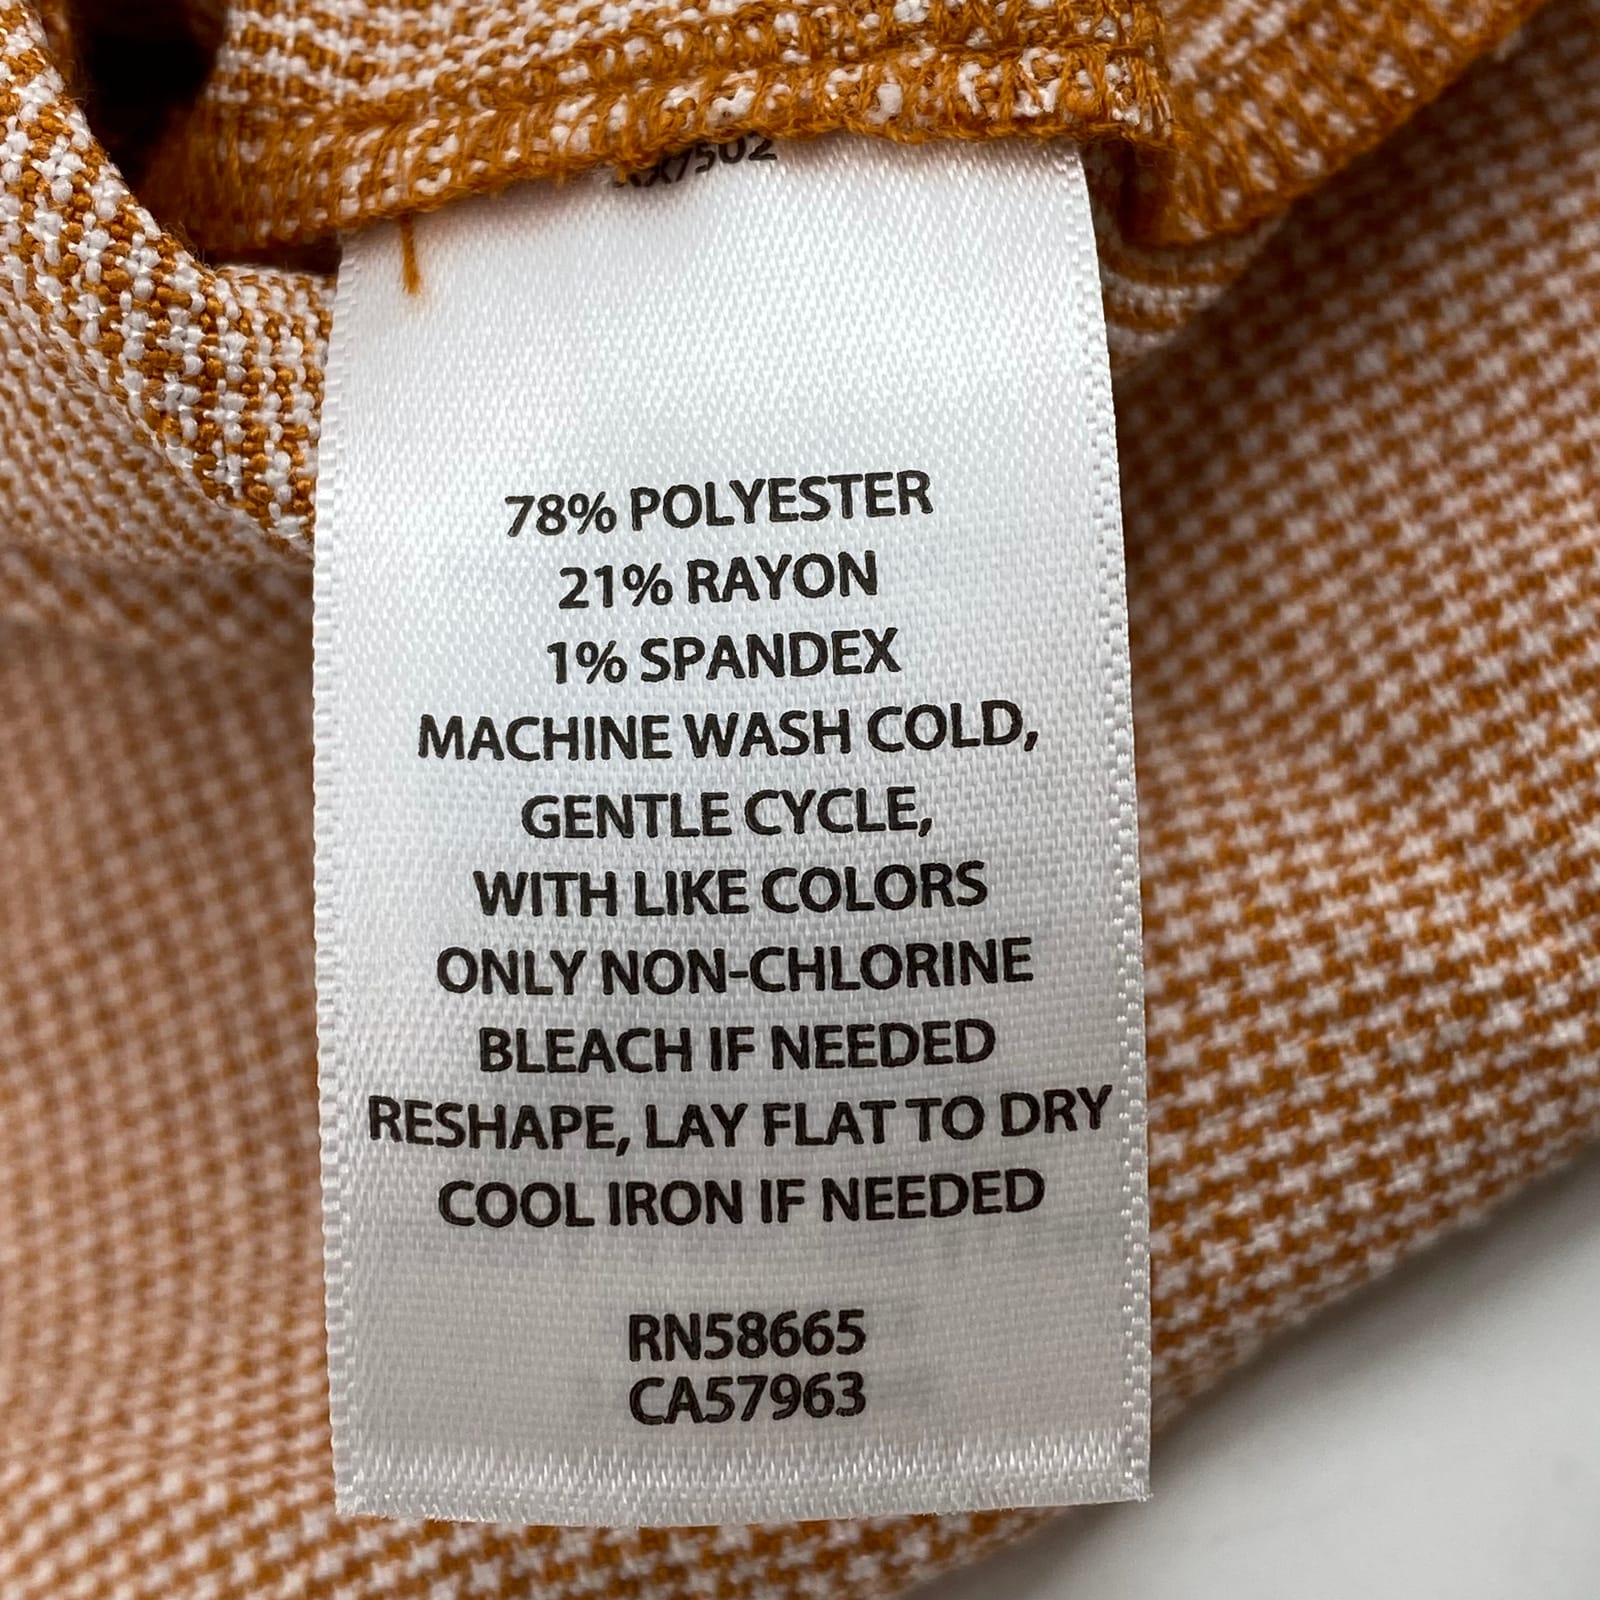 78% POLYESTER
21% RAYON
1% SPANDEX
MACHINE WASH COLD,
GENTLE CYCLE,
WITH LIKE COLORS
ONLY NON-CHLORINE
BLEACH IF NEEDED
RESHAPE, LAY FLAT TO DRY
COOL IRON IF NEEDED
RN58665
CA57963